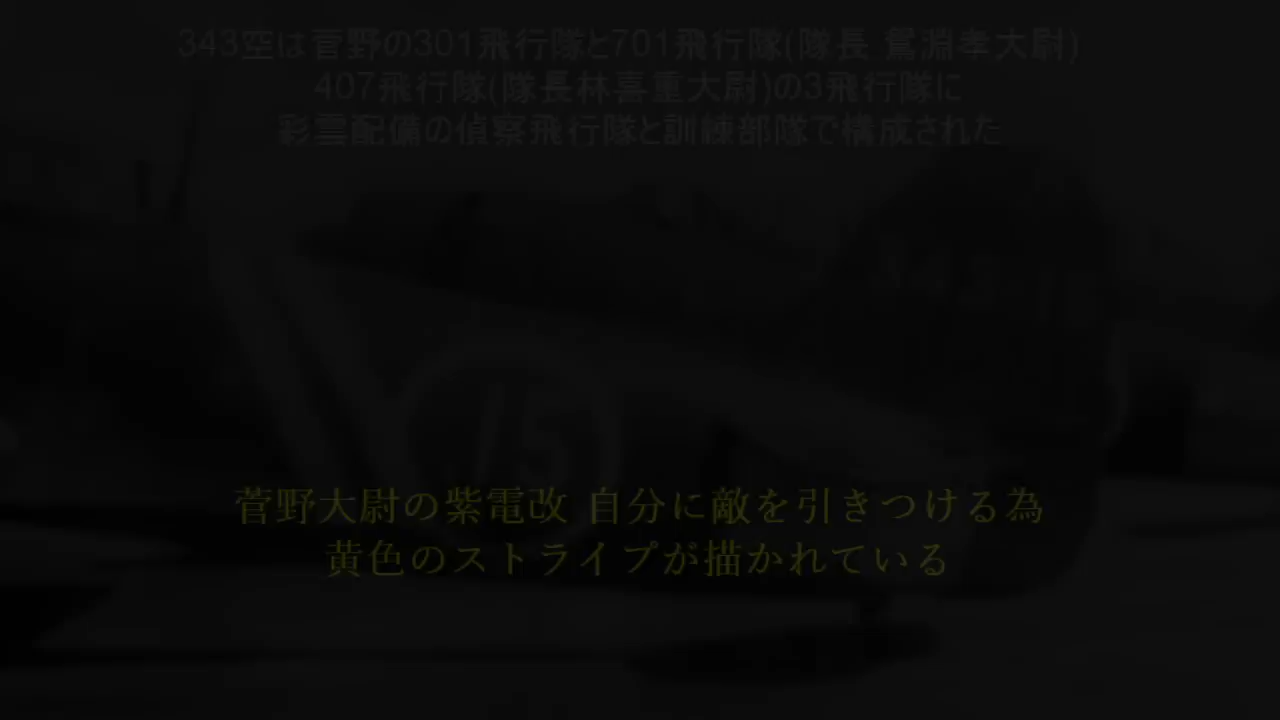 343空は菅野の301飛行隊と701飛行隊(隊長 鴛淵孝大尉)
407飛行隊(隊長林喜重大尉)の3飛行隊に
彩雲配備の偵察飛行隊と訓練部隊で構成された
15
菅野大尉の紫電改 自分に敵を引きつける為
黄色のストライプが描かれている